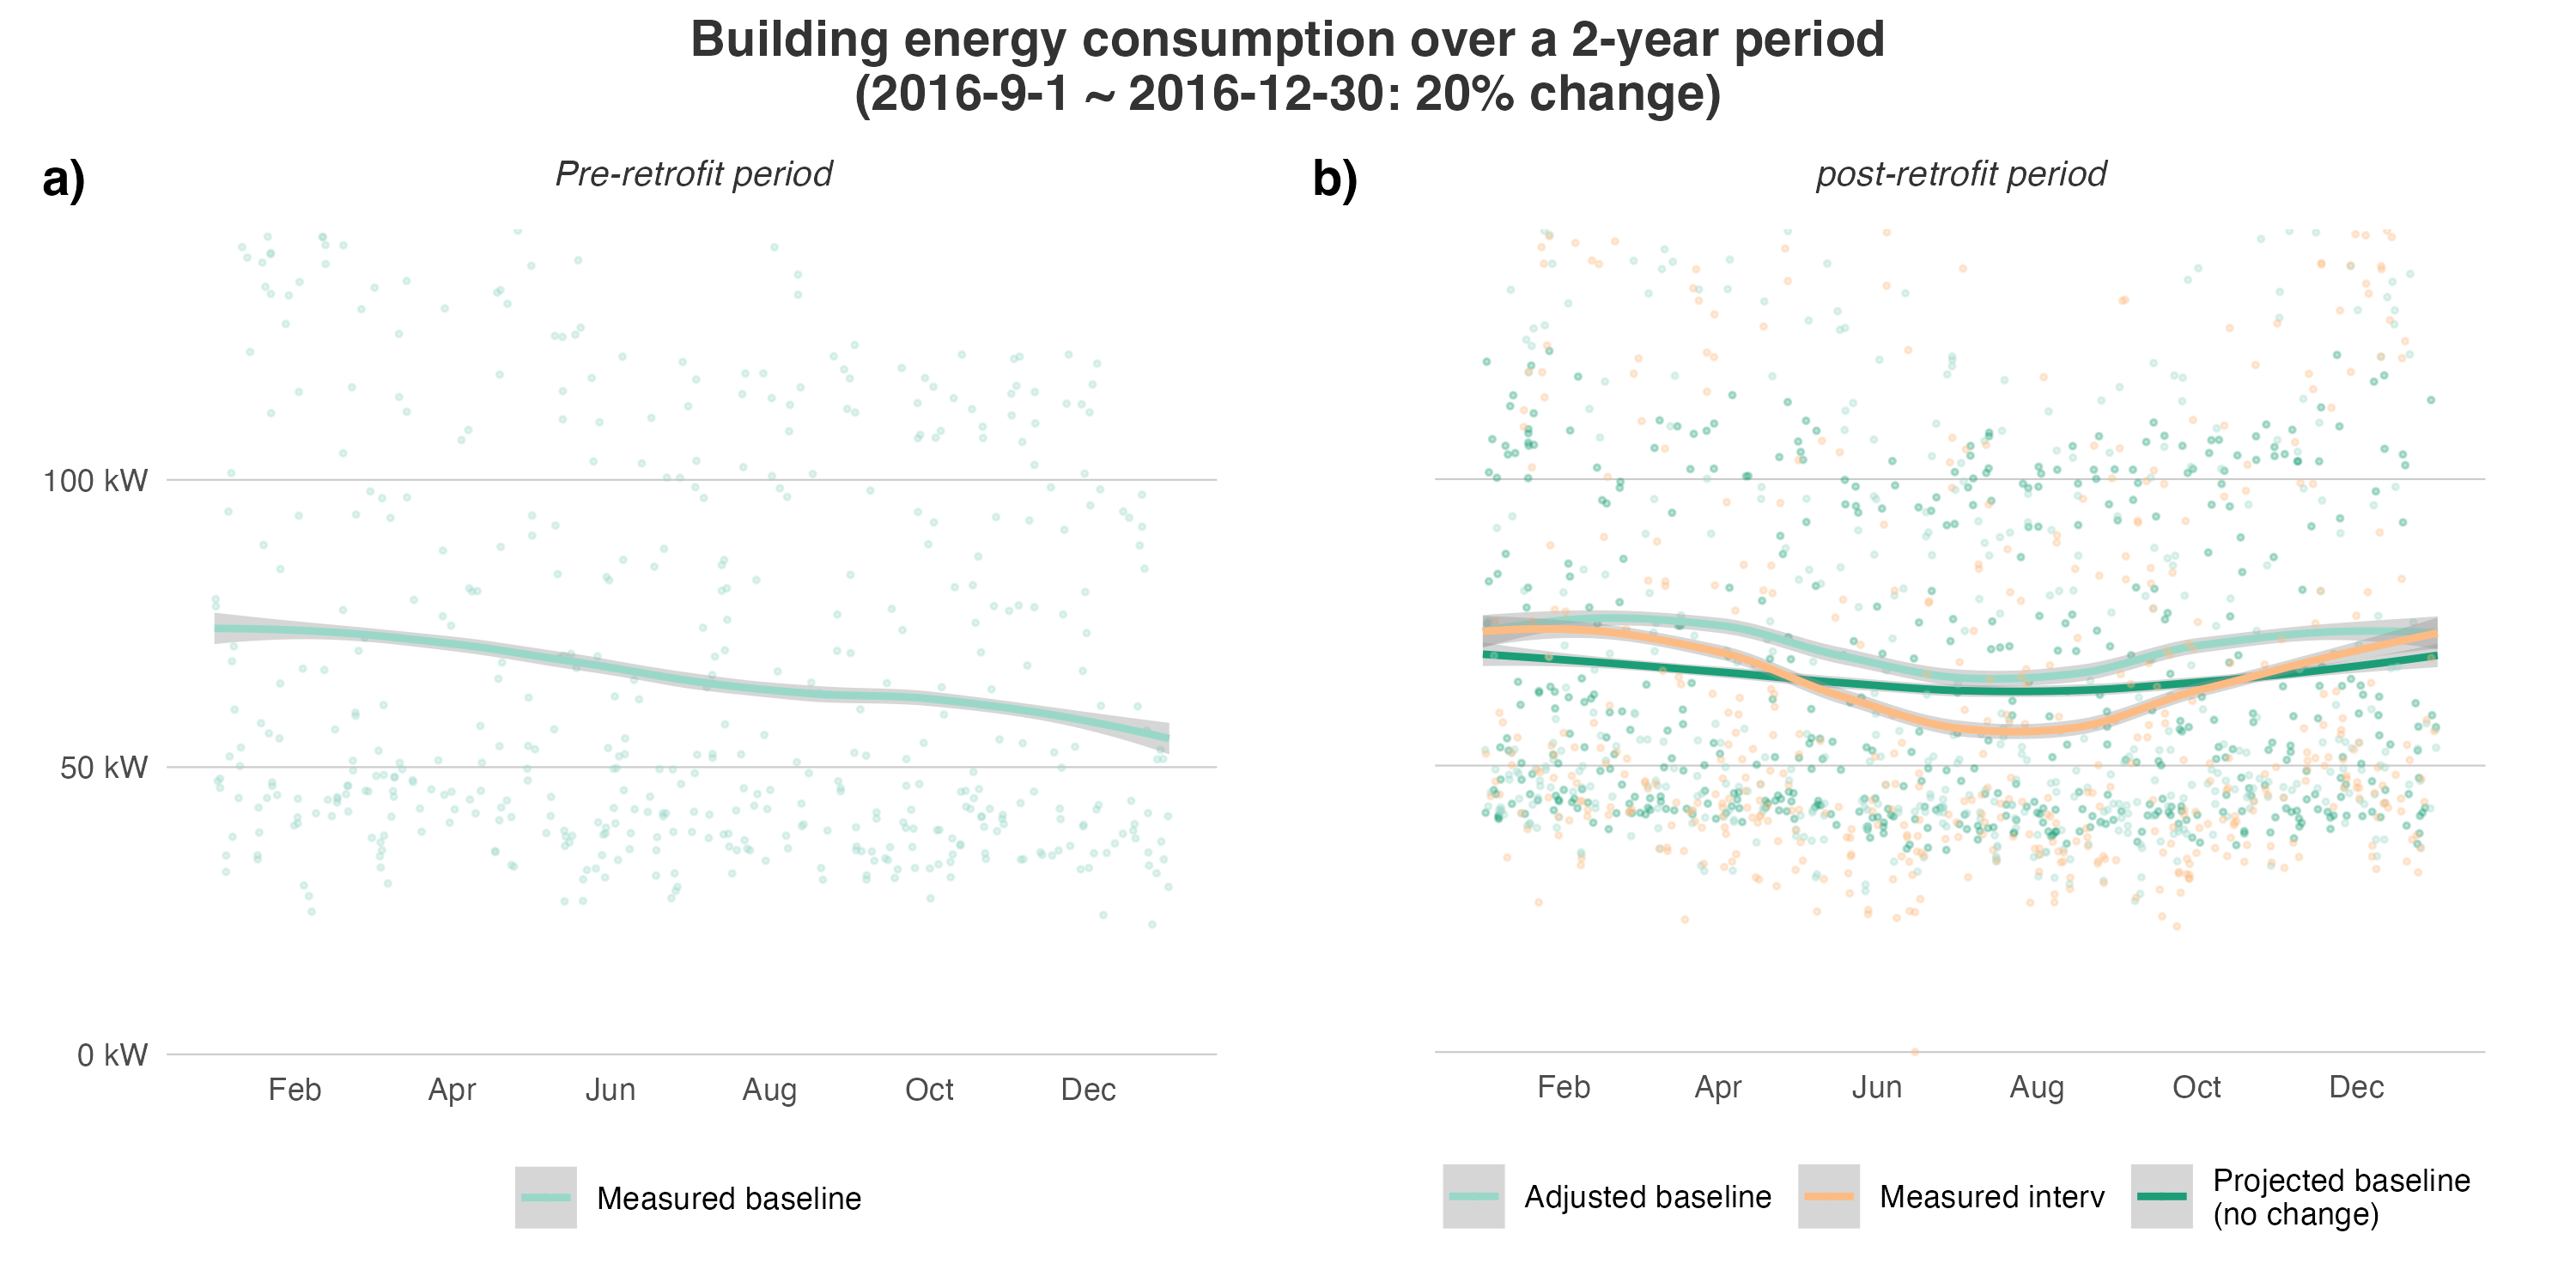 Building energy consumption over a 2-year period
(2016-9-1 ~ 2016-12-30: 20% change)
a)
Pre-retrofit period
100 kW
50 kW
0 kW
Feb Apr Jun Aug Oct Dec
Measured baseline
b)
post-retrofit period
Feb Apr Jun Aug Oct Dec
Adjusted baseline
Measured interv
Projected baseline
(no change)